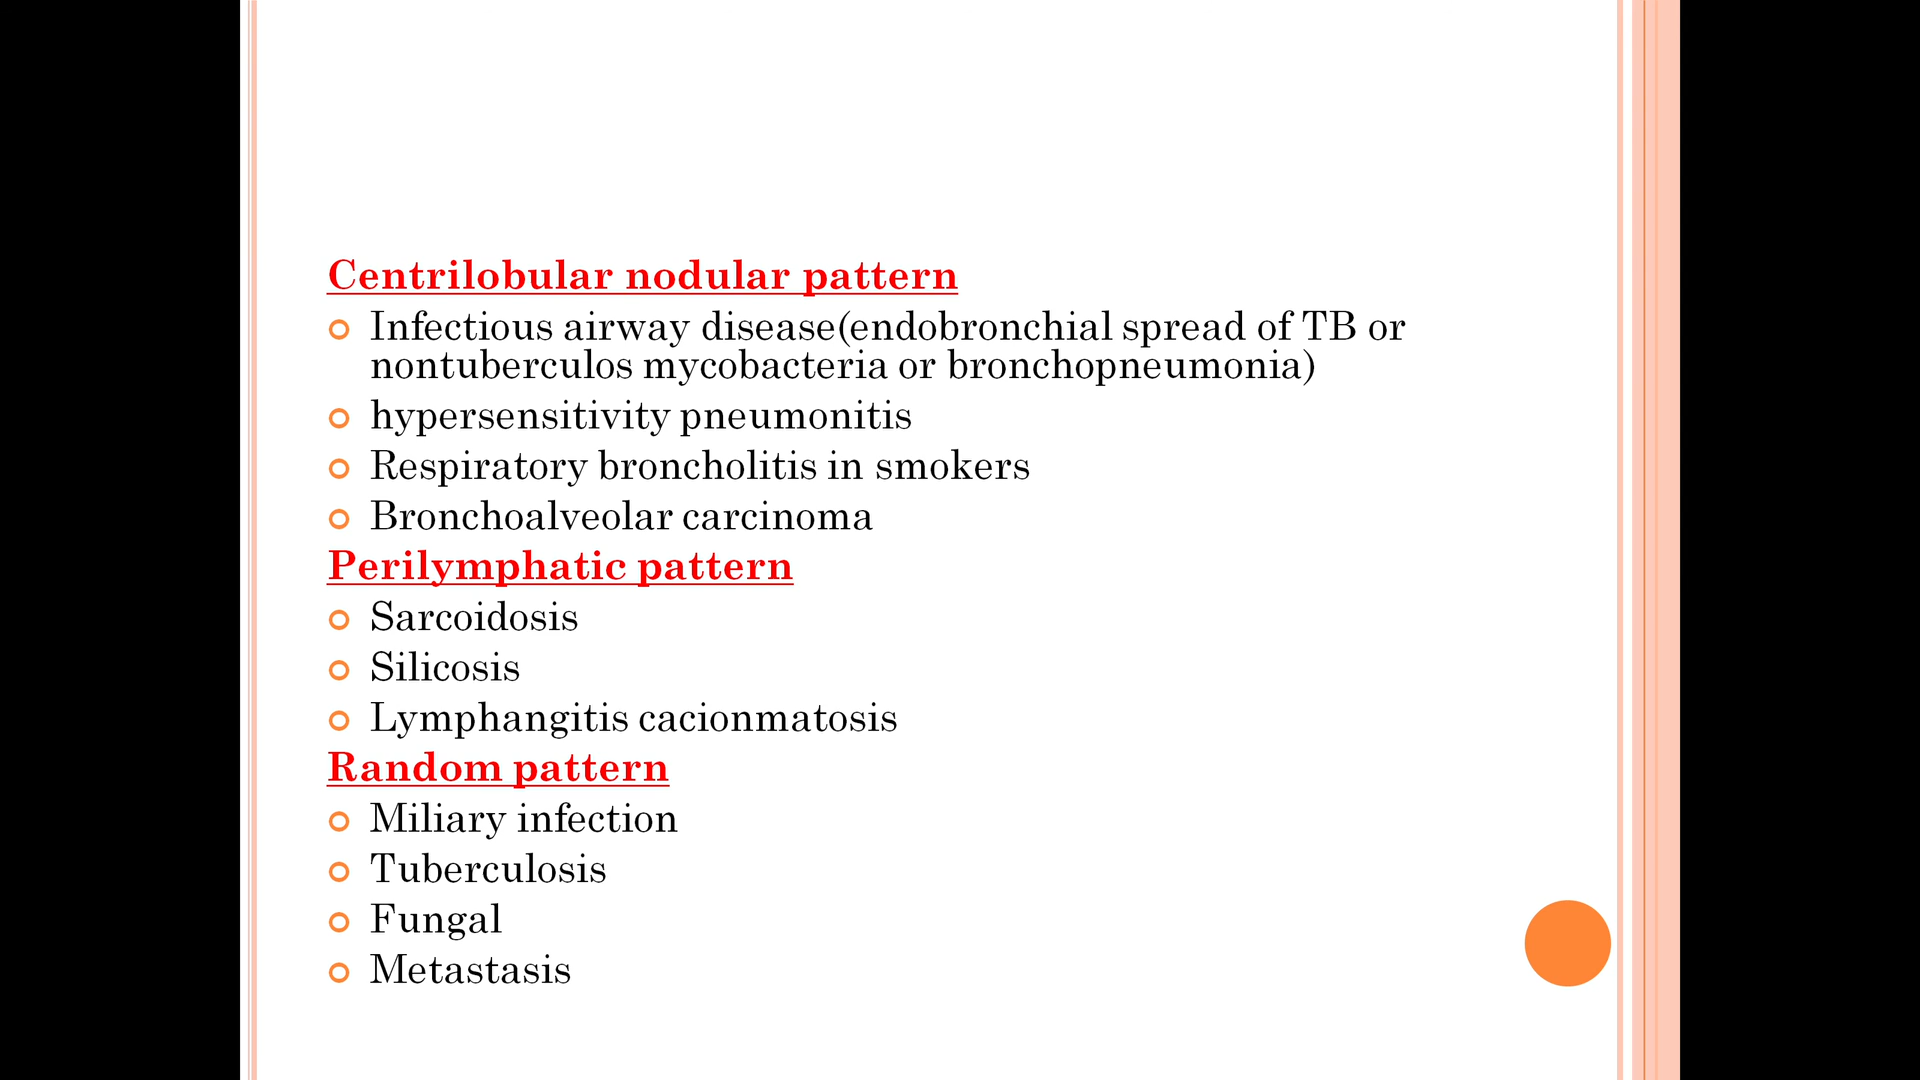 Centrilobular nodular pattern
Infectious airway disease(endobronchial spread of TB or
nontuberculos mycobacteria or bronchopneumonia)
hypersensitivity pneumonitis
Respiratory broncholitis in smokers
Bronchoalveolar carcinoma
Perilymphatic pattern
Sarcoidosis
Silicosis
Lymphangitis cacionmatosis
Random pattern
Miliary infection
Tuberculosis
Fungal
Metastasis